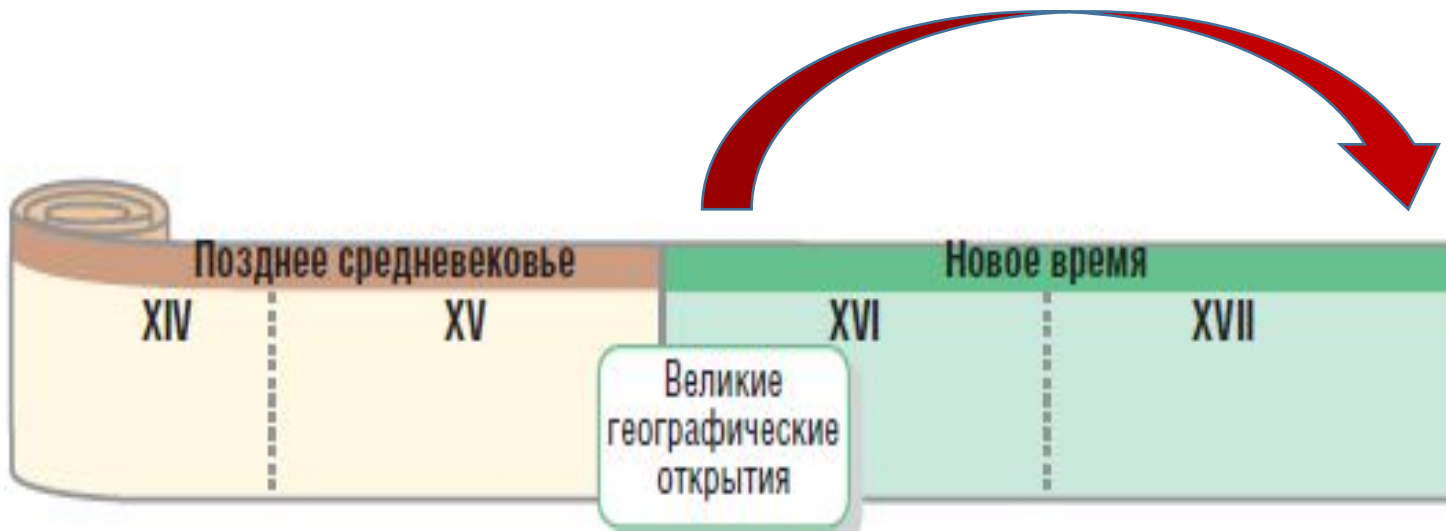 Позднее средневековье
Новое время
XIV
XV
XVI
XVII
Великие
географические
открытия